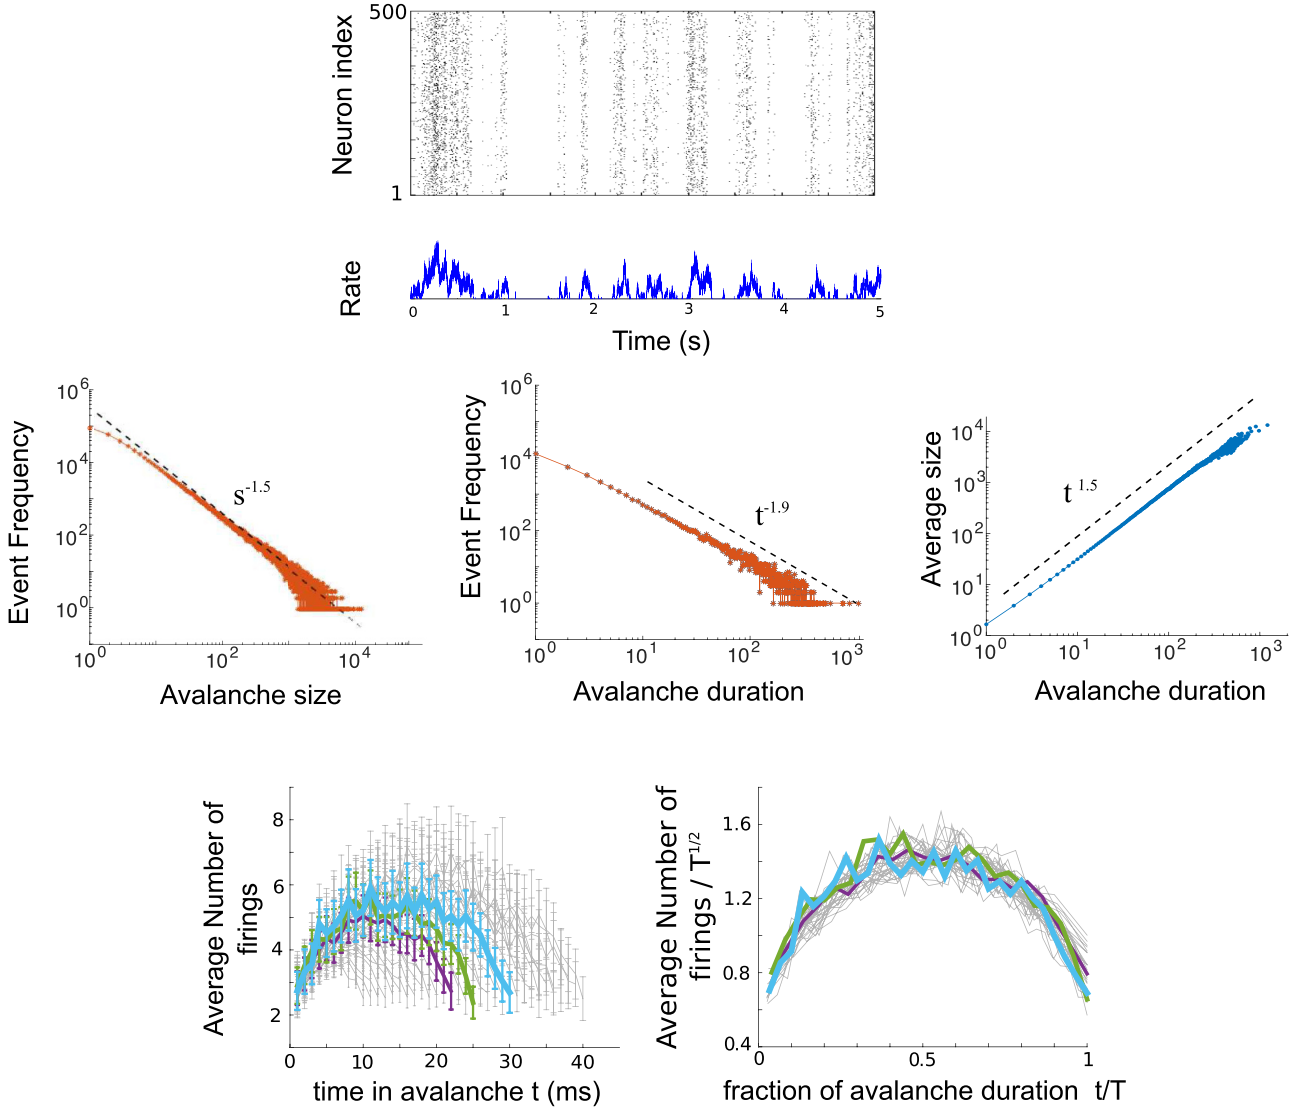 500
Neuron index
1
Rate
0 1 2 3 4 5
Time (s)
10^6
10^4
10^2
10^0
Event Frequency
s^-1.5
10^0 10^2 10^4
Avalanche size
10^6
10^4
10^2
10^0
Event Frequency
t^-1.9
10^0 10^1 10^2 10^3
Avalanche duration
10^4
10^3
10^2
10^1
10^0
Average size
t^1.5
10^0 10^1 10^2 10^3
Avalanche duration
8
6
4
2
Average Number of
firings
0 10 20 30 40
time in avalanche t (ms)
1.6
1.2
0.8
0.4
Average Number of
firings / T^1/2
0 0.5 1
fraction of avalanche duration t/T